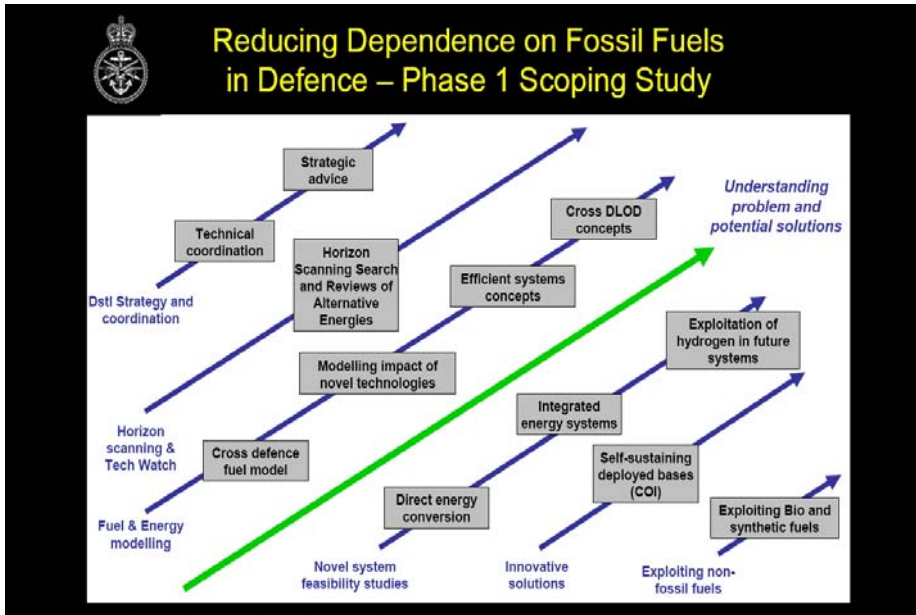 Reducing Dependence on Fossil Fuels
in Defence – Phase 1 Scoping Study
Strategic
advice
Technical
coordination
Dstl Strategy and
coordination
Horizon
Scanning Search
and Reviews of
Alternative
Energies
Horizon
scanning &
Tech Watch
Cross DLOD
concepts
Efficient systems
concepts
Modelling impact of
novel technologies
Cross defence
fuel model
Fuel & Energy
modelling
Understanding
problem and
potential solutions
Exploitation of
hydrogen in future
systems
Integrated
energy systems
Direct energy
conversion
Novel system
feasibility studies
Self-sustaining
deployed bases
(COI)
Innovative
solutions
Exploiting Bio and
synthetic fuels
Exploiting non-
fossil fuels